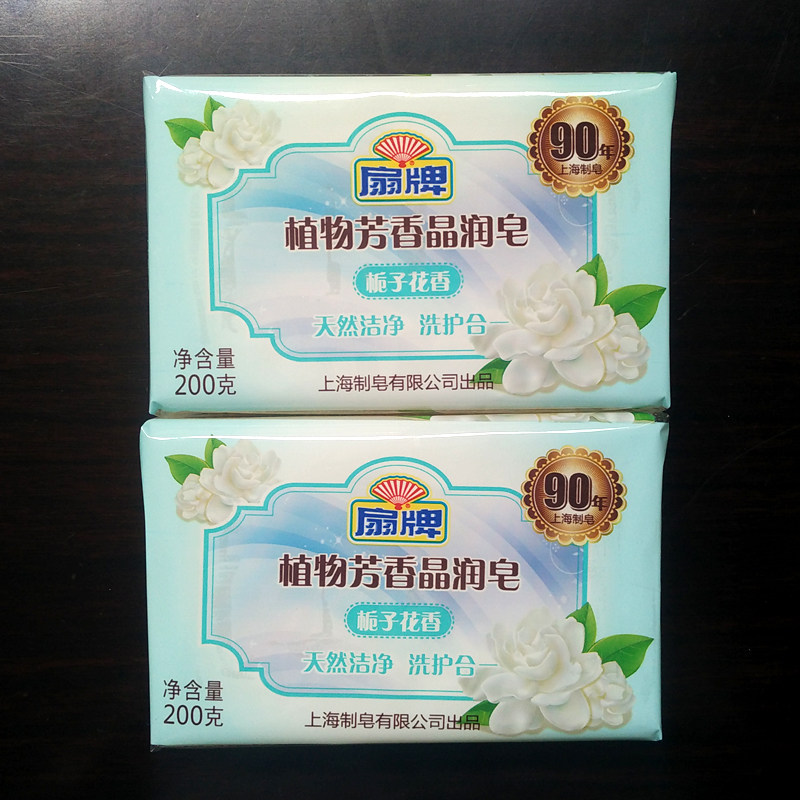 扇牌
90年
上海制皂
植物芳香晶润皂
栀子花香
天然洁净 洗护合一
净含量
200克
上海制皂有限公司出品
扇牌
90年
上海制皂
植物芳香晶润皂
栀子花香
天然洁净 洗护合一
净含量
200克
上海制皂有限公司出品